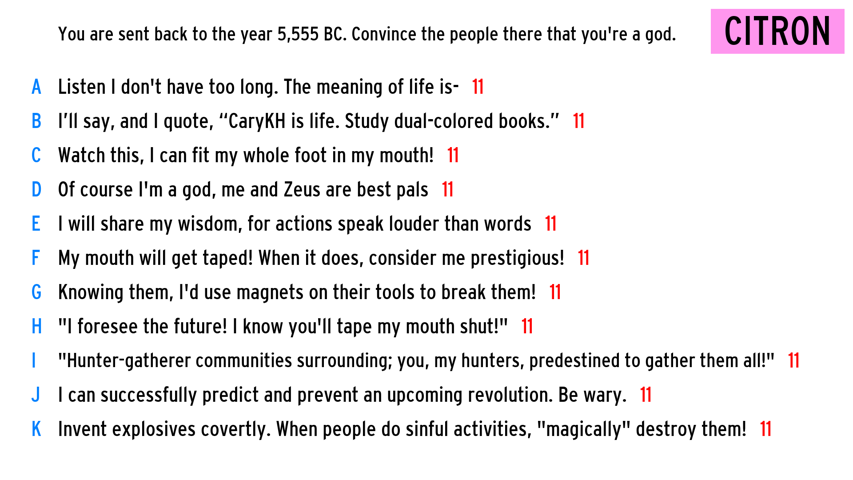 You are sent back to the year 5,555 BC. Convince the people there that you're a god.
CITRON
A Listen I don't have too long. The meaning of life is- 11
B I'll say, and I quote, “CaryKH is life. Study dual-colored books.” 11
C Watch this, I can fit my whole foot in my mouth! 11
D Of course I'm a god, me and Zeus are best pals 11
E I will share my wisdom, for actions speak louder than words 11
F My mouth will get taped! When it does, consider me prestigious! 11
G Knowing them, I'd use magnets on their tools to break them! 11
H "I foresee the future! I know you'll tape my mouth shut!" 11
I "Hunter-gatherer communities surrounding; you, my hunters, predestined to gather them all!" 11
J I can successfully predict and prevent an upcoming revolution. Be wary. 11
K Invent explosives covertly. When people do sinful activities, "magically" destroy them! 11